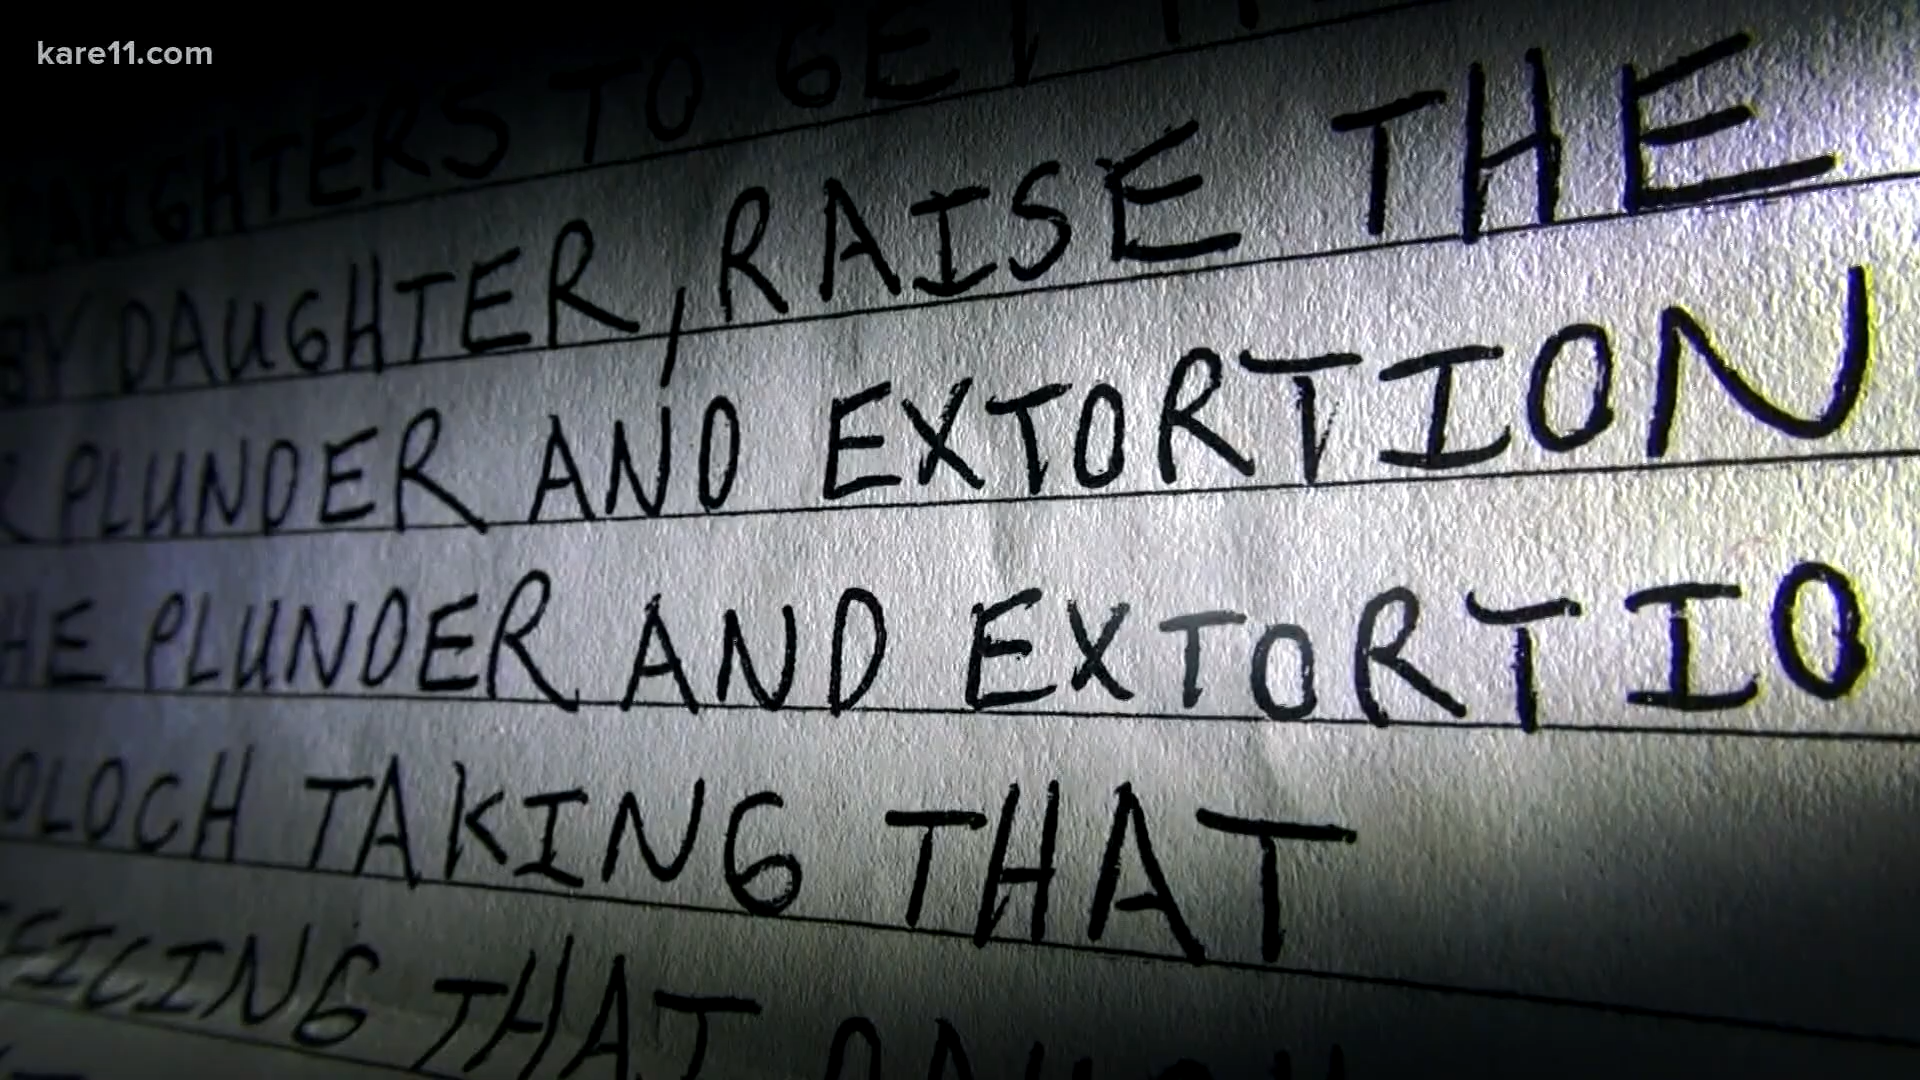 kare11.com
DAUGHTERS TO GET
BY DAUGHTER, RAISE THE
PLUNDER AND EXTORTION
HE PLUNDER AND EXTORTIO
OLOCH TAKING THAT
FICING THAT